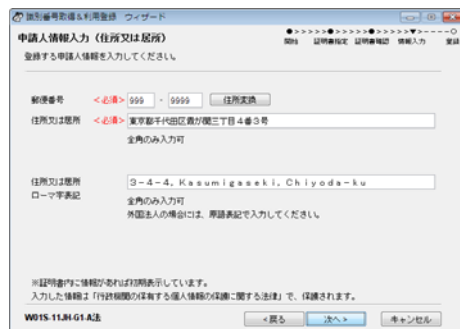 識別番号取得&利用登録 ウィザード
申請人情報入力（住所又は居所）
●>>>>>●>>>>>●>>>>>▼>----○
開始 証明書指定 証明書確認 情報入力 登録
登録する申請人情報を入力してください。
郵便番号 <必須> 999 - 9999 住所変換
住所又は居所 <必須> 東京都千代田区霞が関三丁目４番３号
全角のみ入力可
住所又は居所
ローマ字表記
３－４－４，Ｋａｓｕｍｉｇａｓｅｋｉ，Ｃｈｉｙｏｄａ－ｋｕ
全角のみ入力可
外国法人の場合には、原語表記で入力してください。
※証明書内に情報があれば初期表示しています。
入力した情報は「行政機関の保有する個人情報の保護に関する法律」で、保護されます。
W01S-11JH-G1-A法
<戻る 次へ> キャンセル